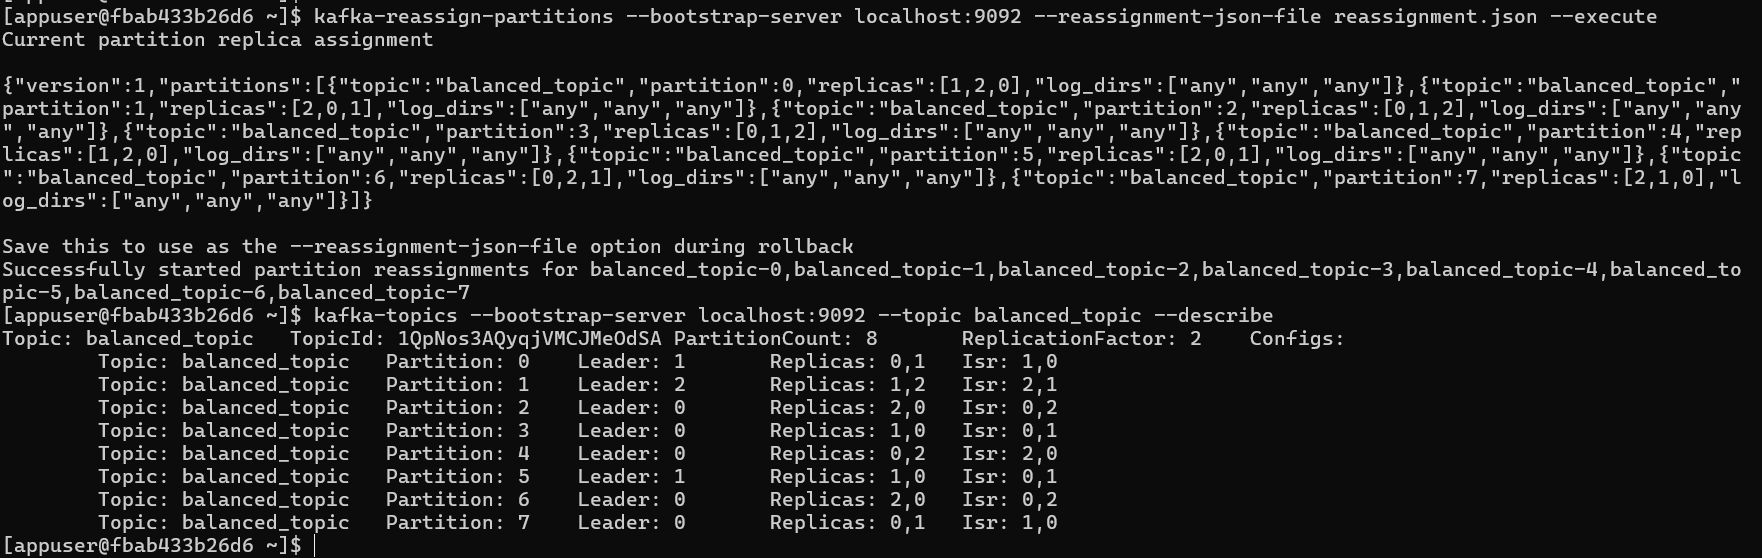 [appuser@fbab433b26d6 ~]$ kafka-reassign-partitions --bootstrap-server localhost:9092 --reassignment-json-file reassignment.json --execute
Current partition replica assignment
{"version":1,"partitions":[{"topic":"balanced_topic","partition":0,"replicas":[1,2,0],"log_dirs":["any","any","any"]},{"topic":"balanced_topic","
partition":1,"replicas":[2,0,1],"log_dirs":["any","any","any"]},{"topic":"balanced_topic","partition":2,"replicas":[0,1,2],"log_dirs":["any","any
","any"]},{"topic":"balanced_topic","partition":3,"replicas":[0,1,2],"log_dirs":["any","any","any"]},{"topic":"balanced_topic","partition":4,"rep
licas":[1,2,0],"log_dirs":["any","any","any"]},{"topic":"balanced_topic","partition":5,"replicas":[2,0,1],"log_dirs":["any","any","any"]},{"topic
":"balanced_topic","partition":6,"replicas":[0,2,1],"log_dirs":["any","any","any"]},{"topic":"balanced_topic","partition":7,"replicas":[2,1,0],"l
og_dirs":["any","any","any"]}]}
Save this to use as the --reassignment-json-file option during rollback
Successfully started partition reassignments for balanced_topic-0,balanced_topic-1,balanced_topic-2,balanced_topic-3,balanced_topic-4,balanced_to
pic-5,balanced_topic-6,balanced_topic-7
[appuser@fbab433b26d6 ~]$ kafka-topics --bootstrap-server localhost:9092 --topic balanced_topic --describe
Topic: balanced_topic   TopicId: 1QpNos3AQyqjVMCJMeOdSA PartitionCount: 8       ReplicationFactor: 2    Configs:
        Topic: balanced_topic   Partition: 0    Leader: 1       Replicas: 0,1   Isr: 1,0
        Topic: balanced_topic   Partition: 1    Leader: 2       Replicas: 1,2   Isr: 2,1
        Topic: balanced_topic   Partition: 2    Leader: 0       Replicas: 2,0   Isr: 0,2
        Topic: balanced_topic   Partition: 3    Leader: 0       Replicas: 1,0   Isr: 0,1
        Topic: balanced_topic   Partition: 4    Leader: 0       Replicas: 0,2   Isr: 2,0
        Topic: balanced_topic   Partition: 5    Leader: 1       Replicas: 1,0   Isr: 0,1
        Topic: balanced_topic   Partition: 6    Leader: 0       Replicas: 2,0   Isr: 0,2
        Topic: balanced_topic   Partition: 7    Leader: 0       Replicas: 0,1   Isr: 1,0
[appuser@fbab433b26d6 ~]$